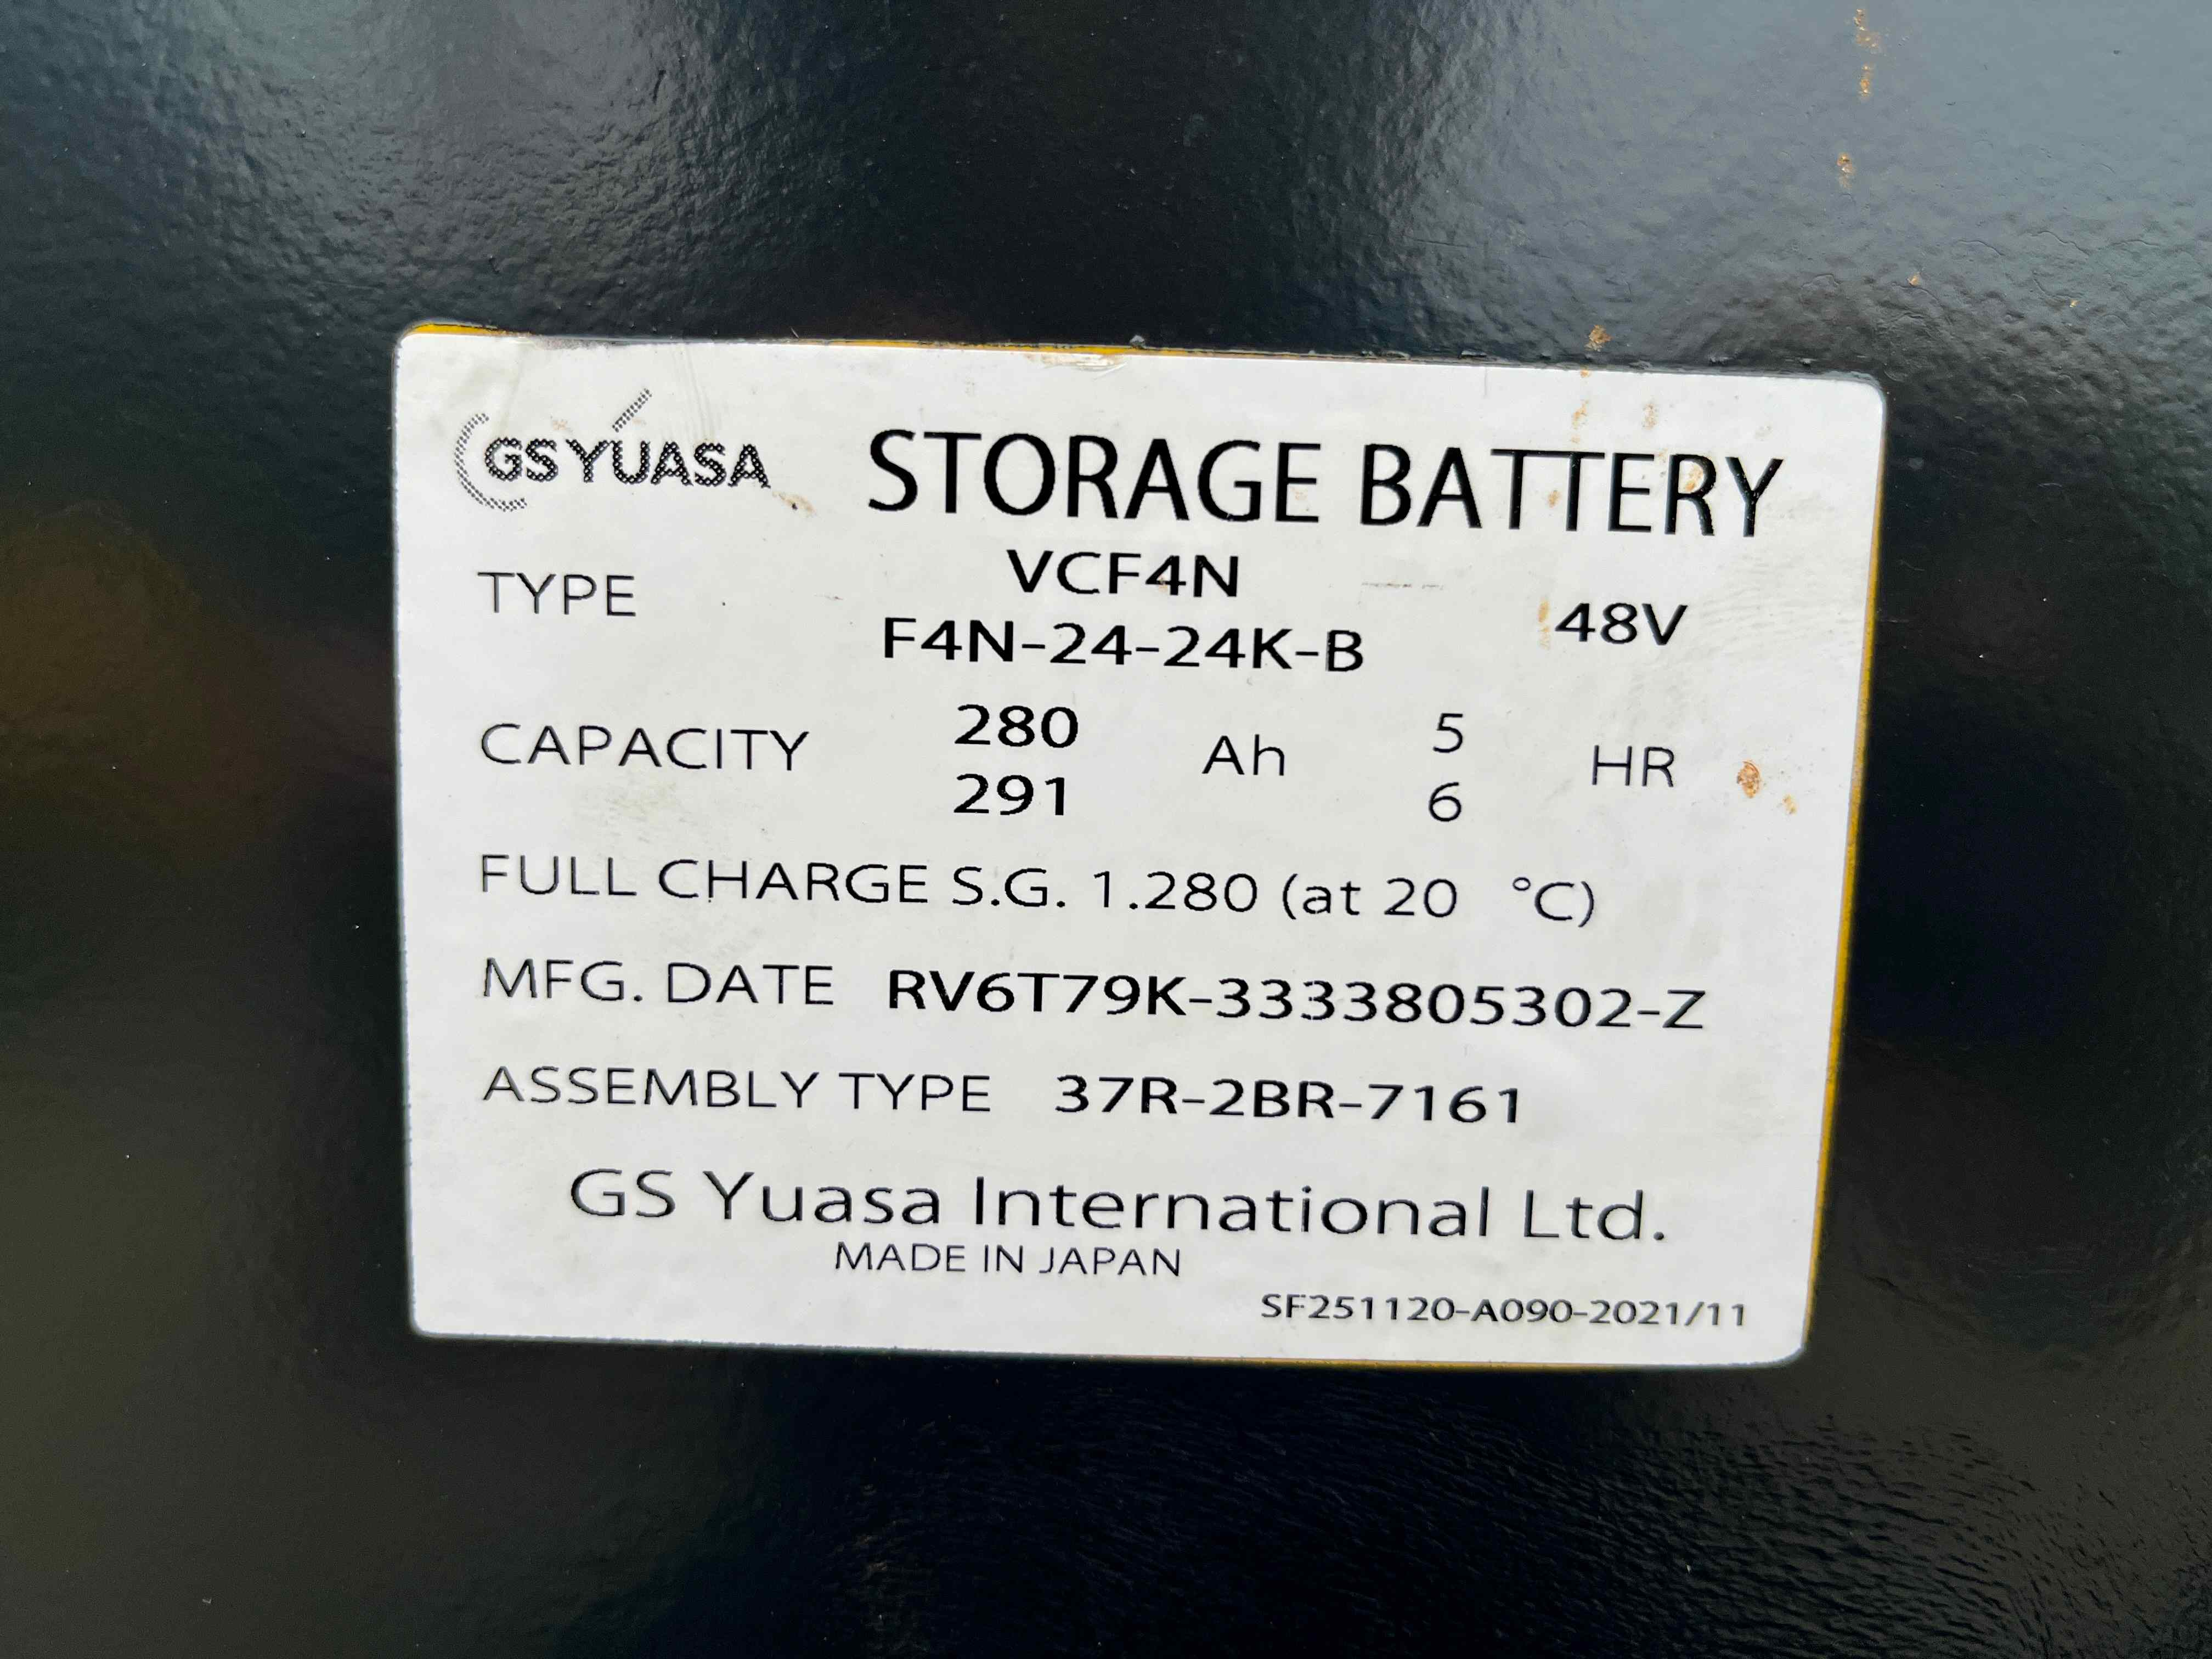 GS YUASA STORAGE BATTERY
TYPE VCF4N 48V
F4N-24-24K-B
CAPACITY 280 Ah 5 HR
291 6
FULL CHARGE S.G. 1.280 (at 20 °C)
MFG. DATE RV6T79K-3333805302-Z
ASSEMBLY TYPE 37R-2BR-7161
GS Yuasa International Ltd.
MADE IN JAPAN
SF251120-A090-2021/11